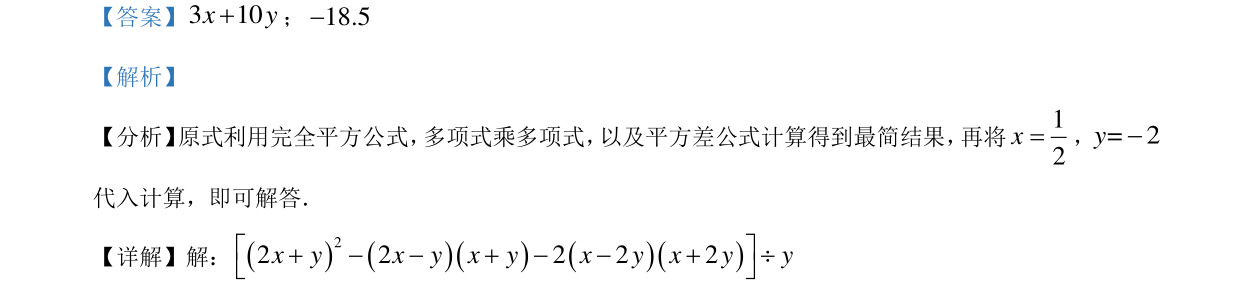 【答案】3x+10y；−18.5
【解析】
【分析】原式利用完全平方公式，多项式乘多项式，以及平方差公式计算得到最简结果，再将 x = 1/2，y=−2
代入计算，即可解答．
【详解】解：[(2x+y)²−(2x−y)(x+y)−2(x−2y)(x+2y)]÷y